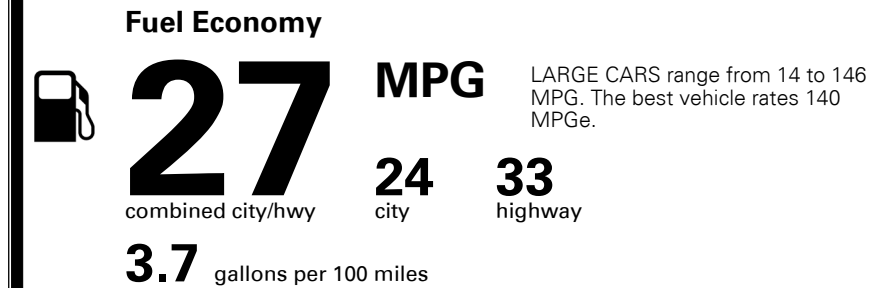 Fuel Economy
27 MPG
LARGE CARS range from 14 to 146
MPG. The best vehicle rates 140
MPGe.
24 33
combined city/hwy city highway
3.7 gallons per 100 miles